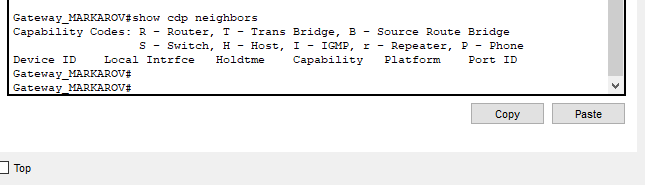 Gateway_MARKAROV#show cdp neighbors
Capability Codes: R - Router, T - Trans Bridge, B - Source Route Bridge
S - Switch, H - Host, I - IGMP, r - Repeater, P - Phone
Device ID    Local Intrfce   Holdtme    Capability   Platform    Port ID
Gateway_MARKAROV#
Gateway_MARKAROV#
Copy Paste
Top